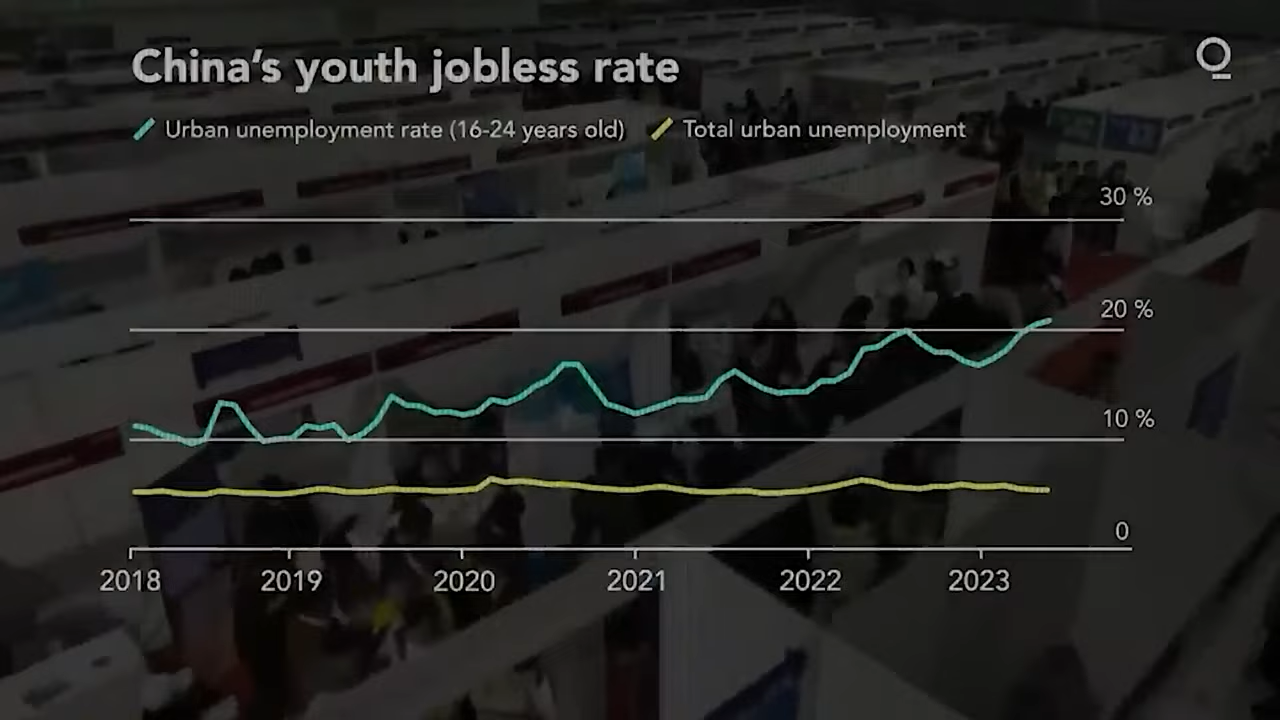 China's youth jobless rate
Urban unemployment rate (16-24 years old) Total urban unemployment
30 %
20 %
10 %
0
2018 2019 2020 2021 2022 2023